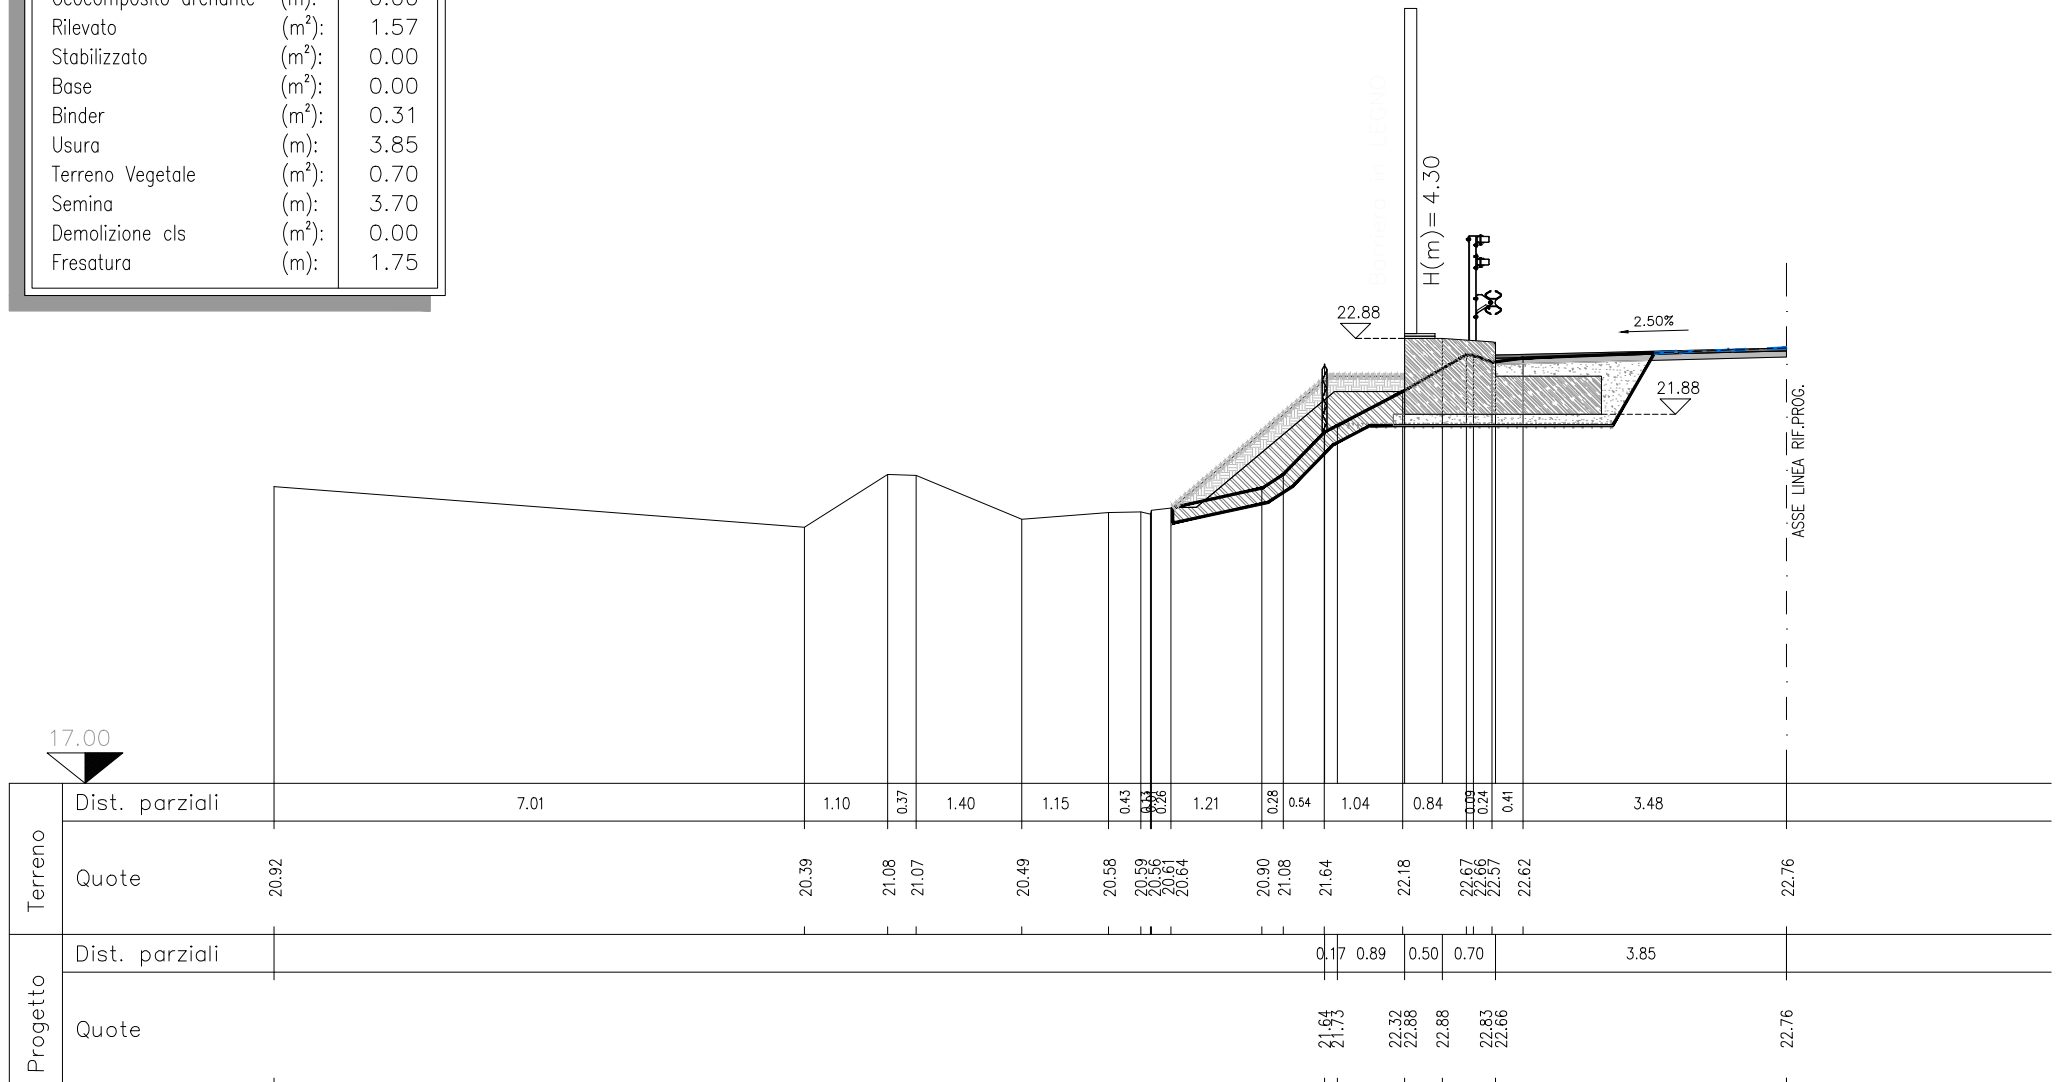 Geocomposito drenante (m): 0.00
Rilevato (m²): 1.57
Stabilizzato (m²): 0.00
Base (m²): 0.00
Binder (m²): 0.31
Usura (m): 3.85
Terreno Vegetale (m²): 0.70
Semina (m): 3.70
Demolizione cls (m²): 0.00
Fresatura (m): 1.75
H(m)= 4.30
22.88
2.50%
21.88
ASSE LINEA RIF.PROG.
17.00
Terreno
Dist. parziali 7.01 1.10 0.37 1.40 1.15 0.43 0.26 1.21 0.28 0.54 1.04 0.84 0.09 0.24 0.41 3.48
Quote 20.92 20.39 21.08 21.07 20.49 20.58 20.59 20.56 20.61 20.64 20.90 21.08 21.64 22.18 22.67 22.66 22.57 22.62 22.76
Progetto
Dist. parziali 0.17 0.89 0.50 0.70 3.85
Quote 21.64 21.73 22.32 22.88 22.88 22.83 22.66 22.76